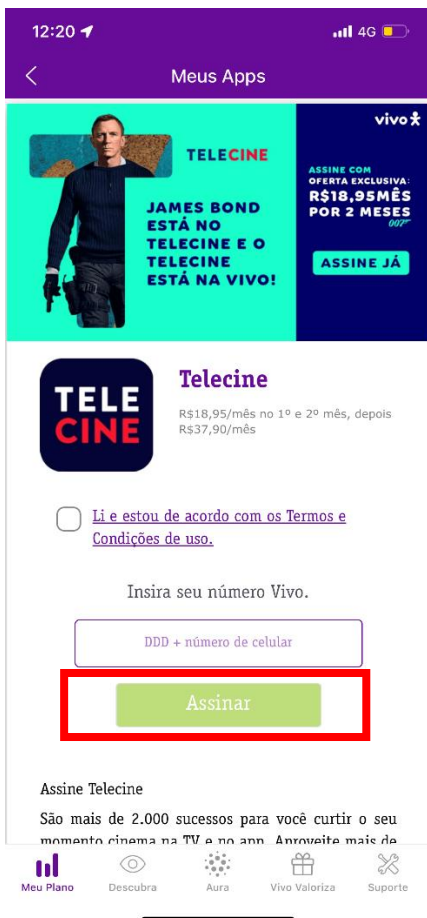 12:20
4G
Meus Apps
vivo
TELECINE
JAMES BOND
ESTÁ NO
TELECINE E O
TELECINE
ESTÁ NA VIVO!
ASSINE COM
OFERTA EXCLUSIVA:
R$18,95MÊS
POR 2 MESES
007
ASSINE JÁ
TELE
CINE
Telecine
R$18,95/mês no 1º e 2º mês, depois
R$37,90/mês
Li e estou de acordo com os Termos e
Condições de uso.
Insira seu número Vivo.
DDD + número de celular
Assinar
Assine Telecine
São mais de 2.000 sucessos para você curtir o seu
momento cinema na TV e no app. Aproveite mais de
Meu Plano
Descubra
Aura
Vivo Valoriza
Suporte